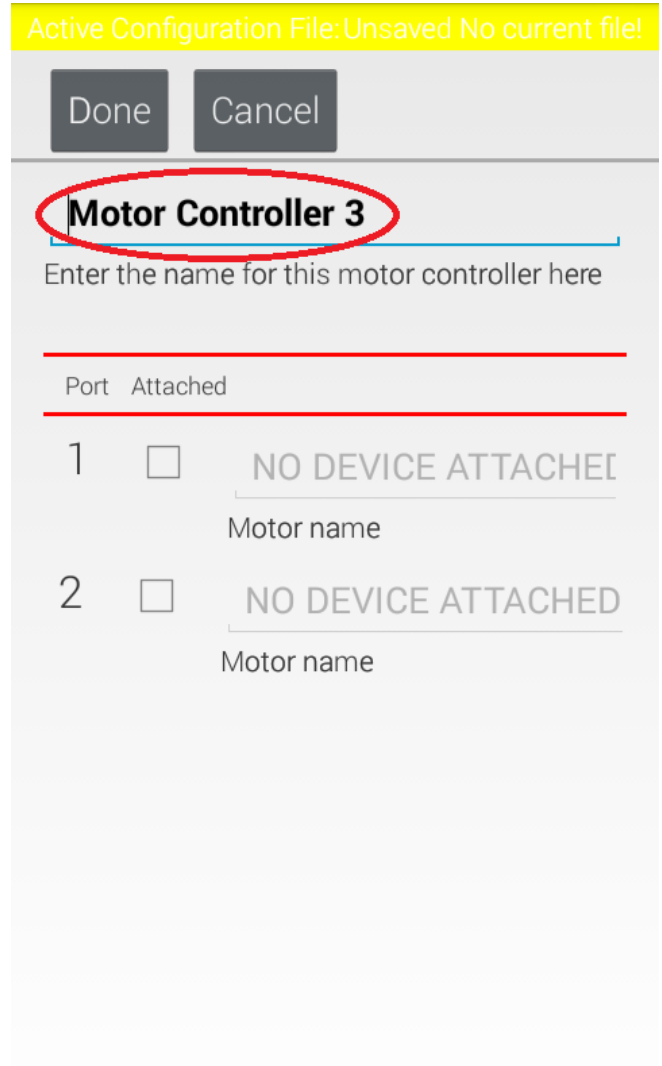 Active Configuration File: Unsaved No current file!
Done Cancel
Motor Controller 3
Enter the name for this motor controller here
Port Attached
1 NO DEVICE ATTACHED
Motor name
2 NO DEVICE ATTACHED
Motor name